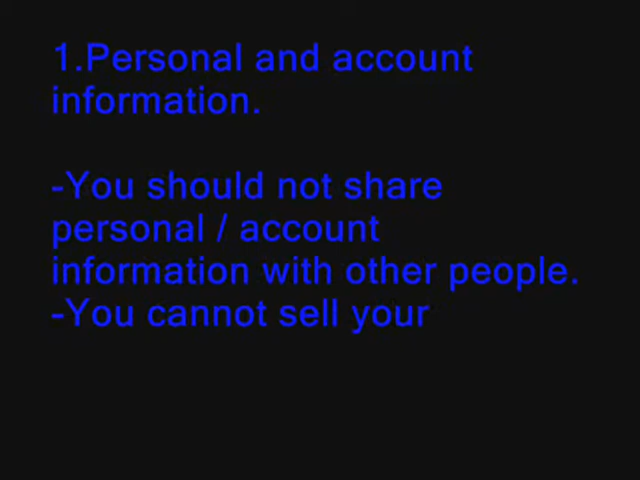 1.Personal and account
information.
-You should not share
personal / account
information with other people.
-You cannot sell your